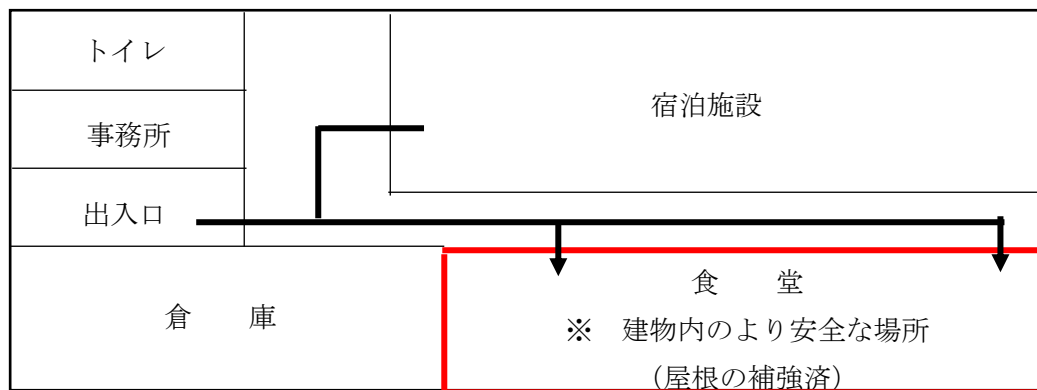 トイレ
宿泊施設
事務所
出入口
食　堂
倉　庫
※　建物内のより安全な場所
（屋根の補強済）